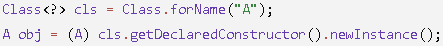 Class<?> cls = Class.forName("A");
A obj = (A) cls.getDeclaredConstructor().newInstance();